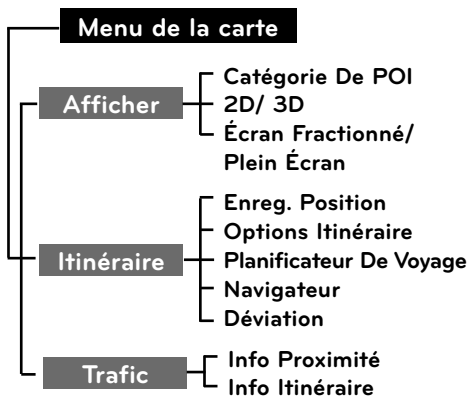 Menu de la carte
Afficher
Catégorie De POI
2D/ 3D
Écran Fractionné/
Plein Écran
Itinéraire
Enreg. Position
Options Itinéraire
Planificateur De Voyage
Navigateur
Déviation
Trafic
Info Proximité
Info Itinéraire